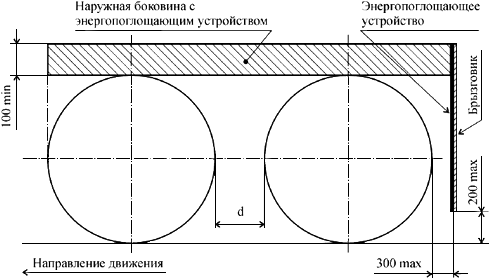 Наружная боковина с
энергопоглощающим устройством
Энергопоглощающее
устройство
100 min
Брызговик
200 max
d
300 max
Направление движения